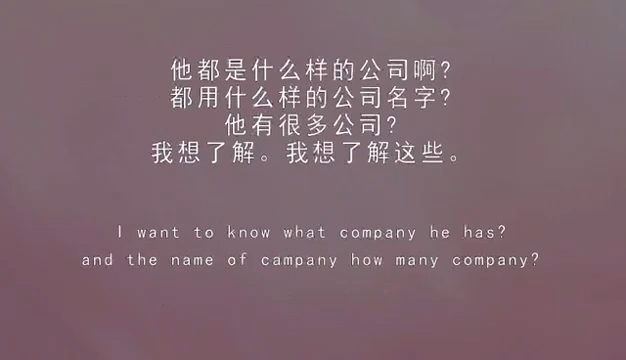 他都是什么样的公司啊?
都用什么样的公司名字?
他有很多公司?
我想了解。我想了解这些。
I want to know what company he has?
and the name of campany how many company?